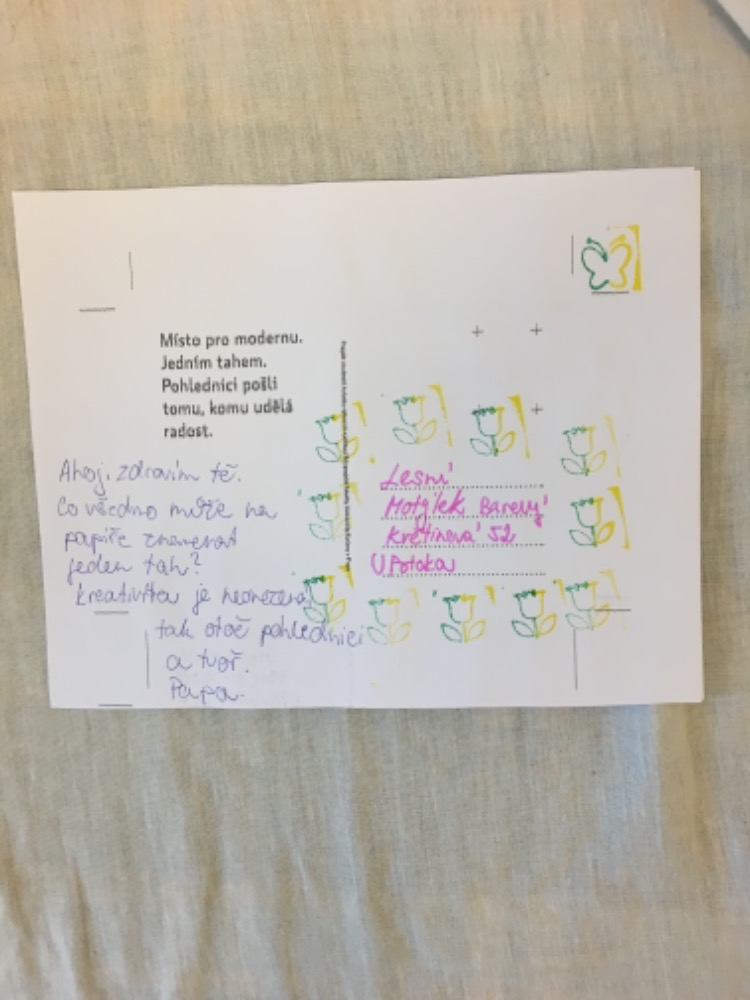 Místo pro modernu.
Jedním tahem.
Pohlednici pošli
tomu, komu udělá
radost.
Ahoj, zdravím tě.
Co všedno může na
papíře znamenat
jeden tah?
Kreativita je neomezená
tak otoč pohlednici
a tvoř.
Papa.
Lesní
Motýlek Barevný
Květinová 52
U Potoka